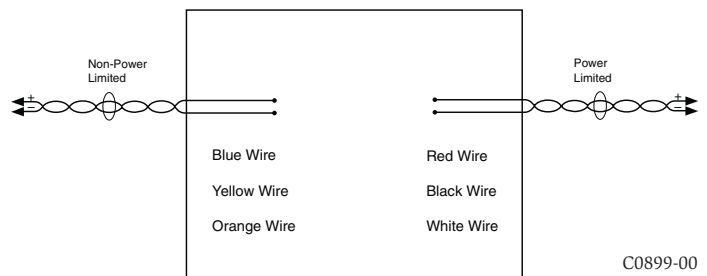 Non-Power
Limited
Power
Limited
+
−
+
−
Blue Wire
Red Wire
Yellow Wire
Black Wire
Orange Wire
White Wire
C0899-00